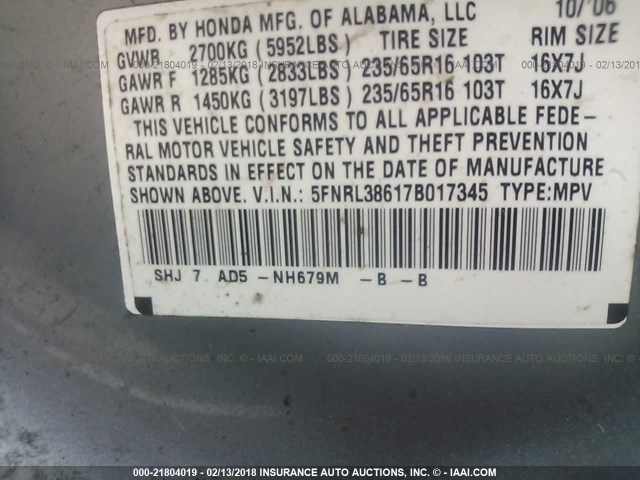 MFD. BY HONDA MFG. OF ALABAMA, LLC 10/'06
GVWR 2700KG (5952LBS) TIRE SIZE RIM SIZE
GAWR F 1285KG (2833LBS) 235/65R16 103T 16X7J
GAWR R 1450KG (3197LBS) 235/65R16 103T 16X7J
THIS VEHICLE CONFORMS TO ALL APPLICABLE FEDE-
RAL MOTOR VEHICLE SAFETY AND THEFT PREVENTION
STANDARDS IN EFFECT ON THE DATE OF MANUFACTURE
SHOWN ABOVE. V.I.N.: 5FNRL38617B017345 TYPE:MPV
SHJ 7 AD5 -NH679M -B -B
000-21804019 - 02/13/2018 INSURANCE AUTO AUCTIONS, INC. © - IAAI.COM